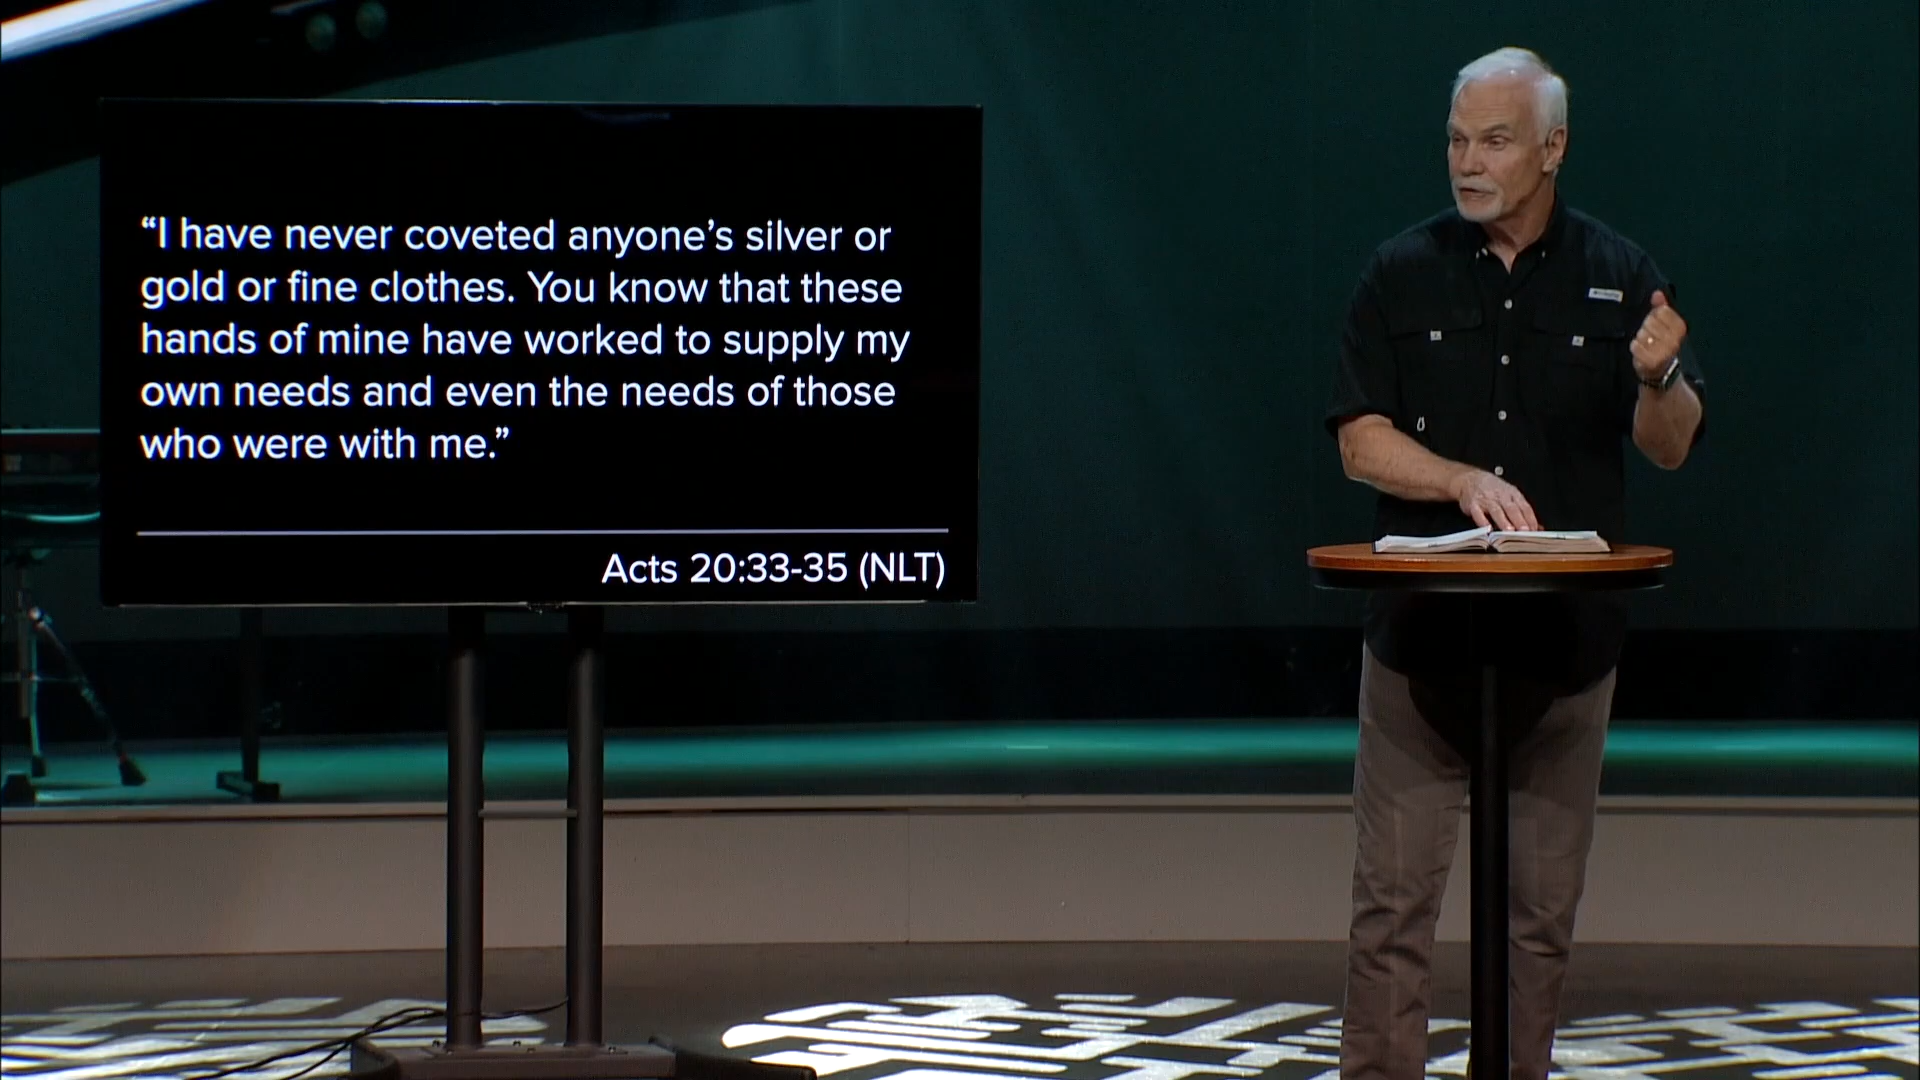 “I have never coveted anyone’s silver or
gold or fine clothes. You know that these
hands of mine have worked to supply my
own needs and even the needs of those
who were with me.”
Acts 20:33-35 (NLT)